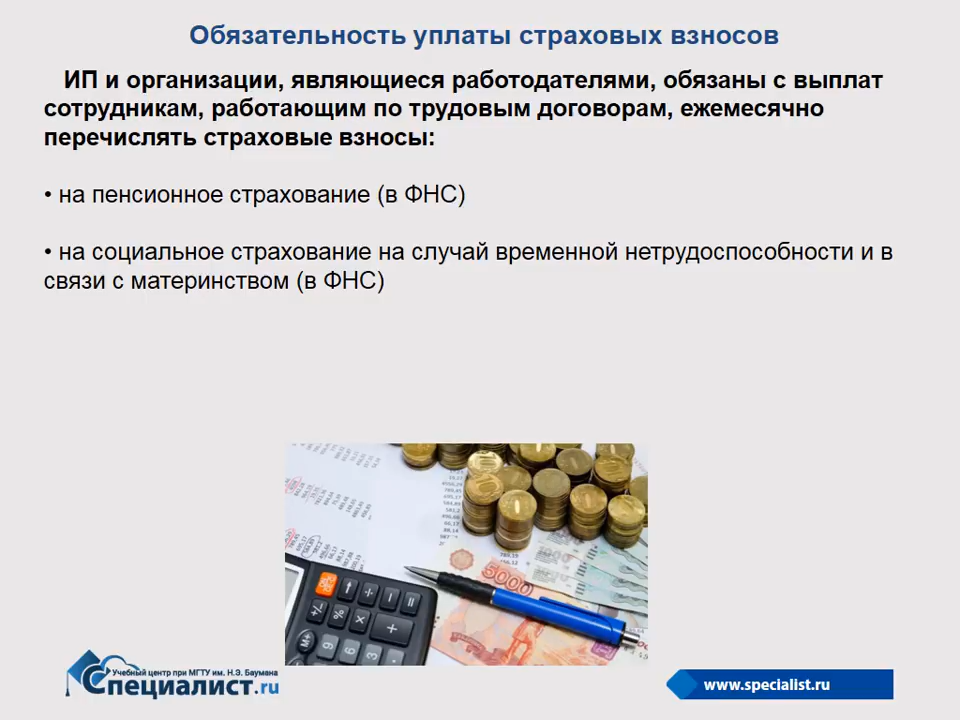 Обязательность уплаты страховых взносов
ИП и организации, являющиеся работодателями, обязаны с выплат
сотрудникам, работающим по трудовым договорам, ежемесячно
перечислять страховые взносы:
• на пенсионное страхование (в ФНС)
• на социальное страхование на случай временной нетрудоспособности и в
связи с материнством (в ФНС)
5000
Учебный центр при МГТУ им. Н.Э. Баумана
Специалист.ru
www.specialist.ru